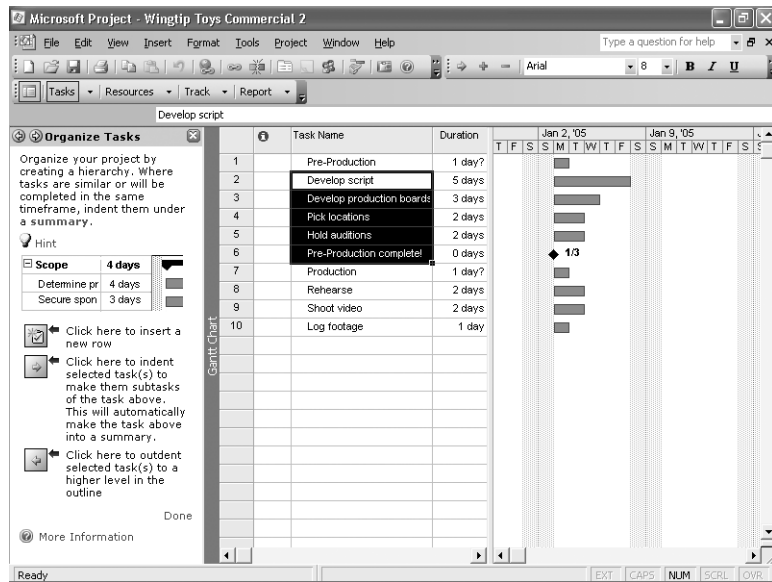 Microsoft Project - Wingtip Toys Commercial 2
File Edit View Insert Format Tools Project Window Help Type a question for help
Arial 8 B I U
Tasks Resources Track Report
Develop script
Organize Tasks
Organize your project by
creating a hierarchy. Where
tasks are similar or will be
completed in the same
timeframe, indent them under
a summary.
Hint
Scope 4 days
Determine pr 4 days
Secure spon 3 days
Click here to insert a
new row
Click here to indent
selected task(s) to
make them subtasks
of the task above.
This will automatically
make the task above
into a summary.
Click here to outdent
selected task(s) to a
higher level in the
outline
Done
More Information
Gantt Chart
Task Name Duration
1 Pre-Production 1 day?
2 Develop script 5 days
3 Develop production boards 3 days
4 Pick locations 2 days
5 Hold auditions 2 days
6 Pre-Production complete! 0 days
7 Production 1 day?
8 Rehearse 2 days
9 Shoot video 2 days
10 Log footage 1 day
Jan 2, '05 Jan 9, '05
T F S S M T W T F S S M T W T F S S
1/3
Ready EXT CAPS NUM SCRL OVR